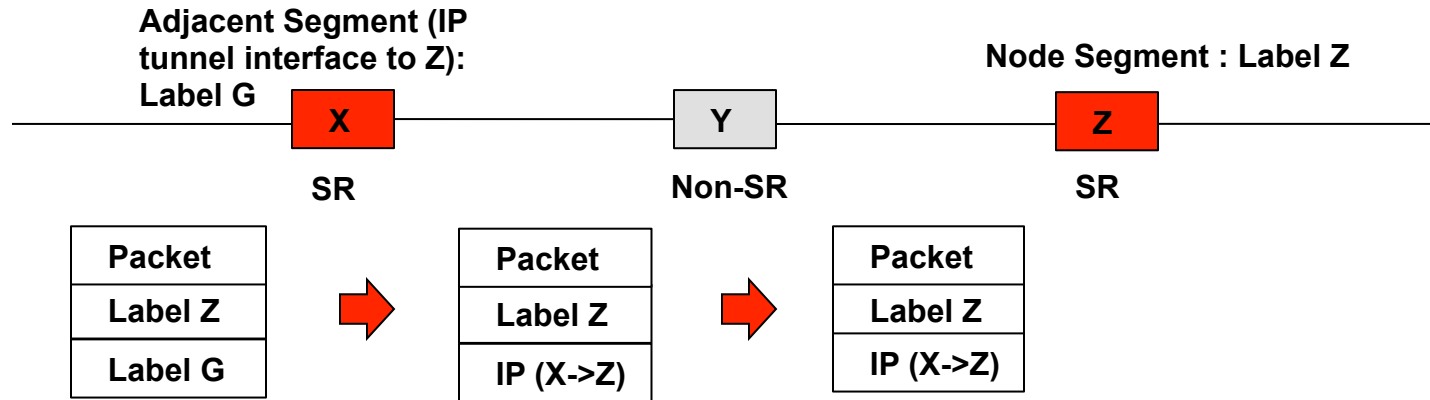 Adjacent Segment (IP
tunnel interface to Z):
Label G
Node Segment : Label Z
X
Y
Z
SR
Non-SR
SR
Packet
Label Z
Label G
Packet
Label Z
IP (X->Z)
Packet
Label Z
IP (X->Z)